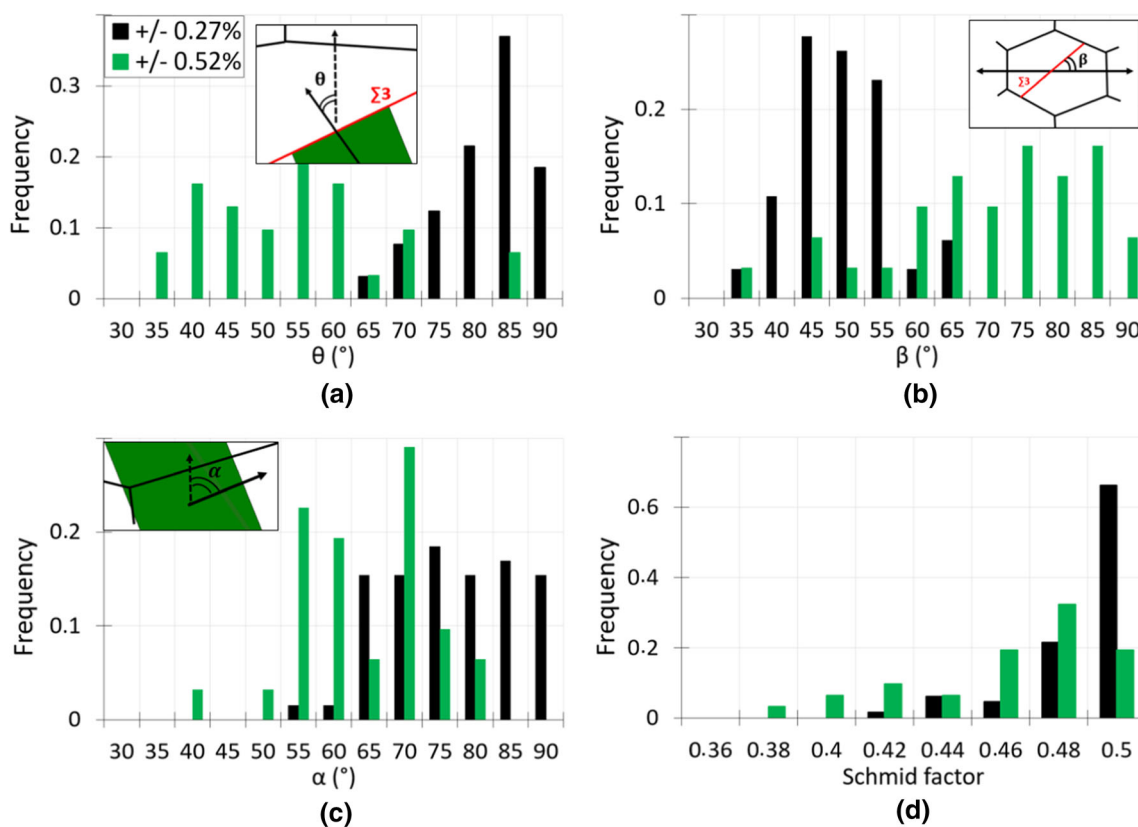 +/- 0.27%
+/- 0.52%
θ
∑3
Frequency
0.3
0.2
0.1
0
30 35 40 45 50 55 60 65 70 75 80 85 90
θ (°)
(a)
β
∑3
Frequency
0.2
0.1
0
30 35 40 45 50 55 60 65 70 75 80 85 90
β (°)
(b)
α
Frequency
0.2
0.1
0
30 35 40 45 50 55 60 65 70 75 80 85 90
α (°)
(c)
Frequency
0.6
0.4
0.2
0
0.36 0.38 0.4 0.42 0.44 0.46 0.48 0.5
Schmid factor
(d)